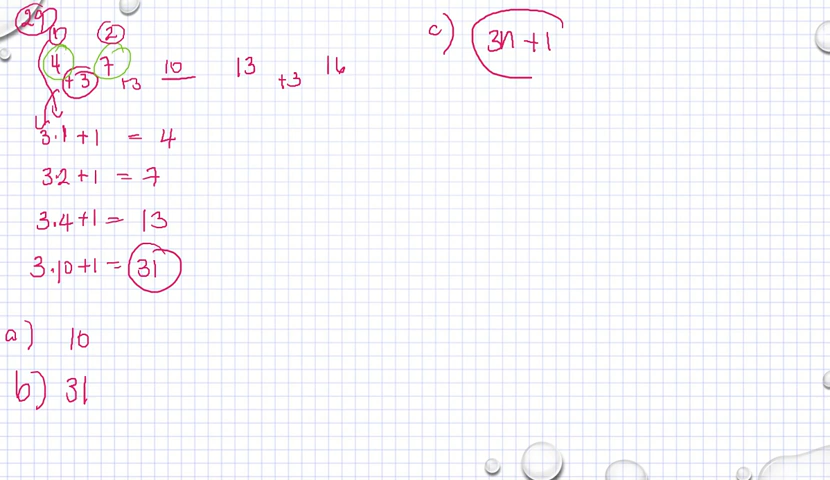 29
1 2
4 +3 7 +3 10 13 +3 16
3.1+1 = 4
3.2+1 = 7
3.4+1= 13
3.10+1= 31
a) 10
b) 31
c) 3n +1